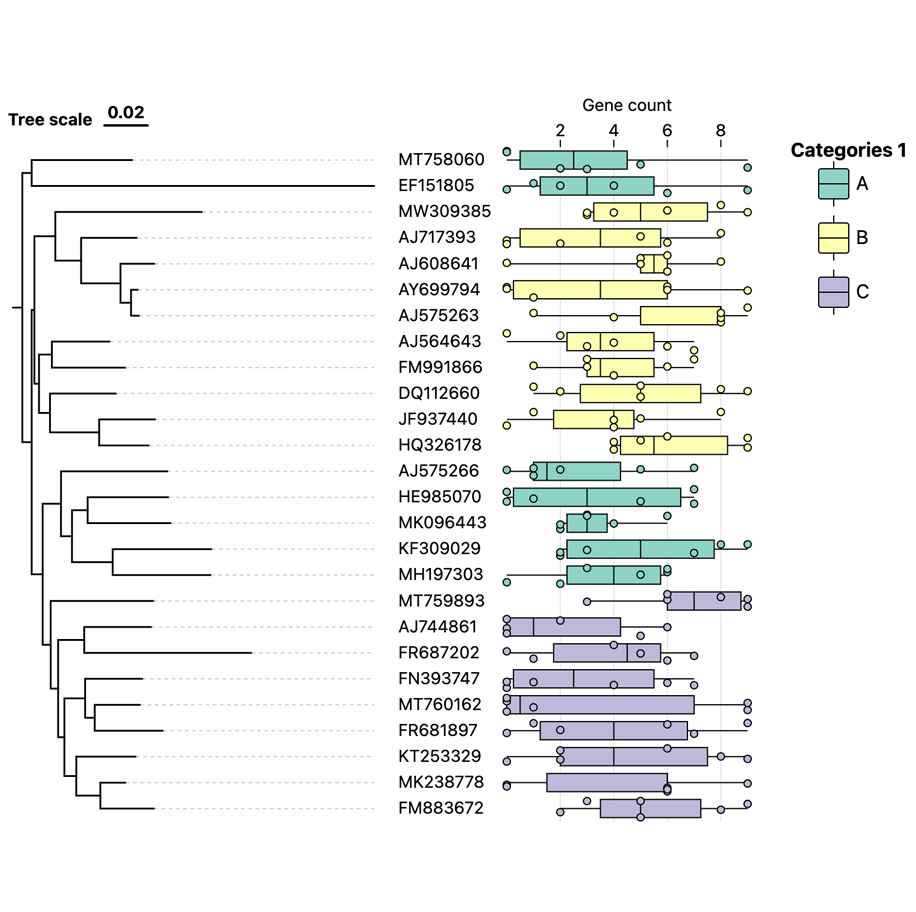 Gene count
Tree scale 0.02
2 4 6 8
Categories 1
MT758060
EF151805
A
MW309385
AJ717393
B
AJ608641
AY699794
C
AJ575263
AJ564643
FM991866
DQ112660
JF937440
HQ326178
AJ575266
HE985070
MK096443
KF309029
MH197303
MT759893
AJ744861
FR687202
FN393747
MT760162
FR681897
KT253329
MK238778
FM883672